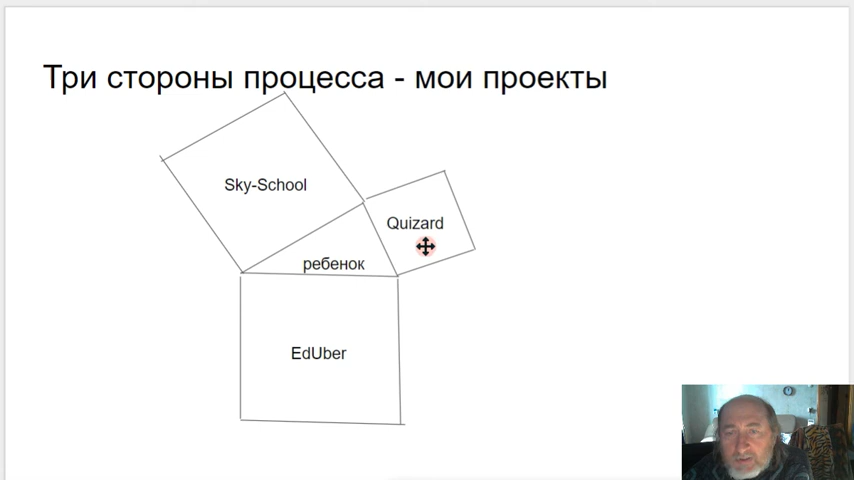 Три стороны процесса - мои проекты
Sky-School
Quizard
ребенок
EdUber